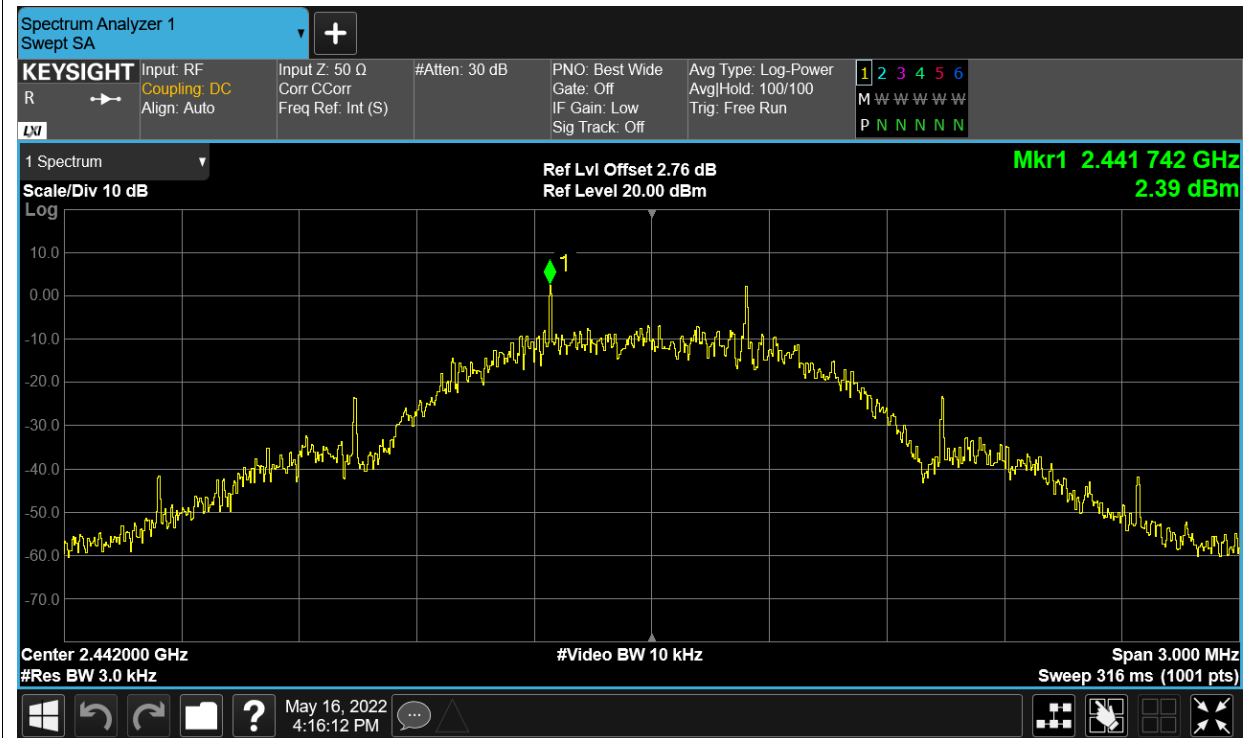 Spectrum Analyzer 1
Swept SA
+
KEYSIGHT
R
LXI
Input: RF
Coupling: DC
Align: Auto
Input Z: 50 Ω
Corr CCorr
Freq Ref: Int (S)
#Atten: 30 dB
PNO: Best Wide
Gate: Off
IF Gain: Low
Sig Track: Off
Avg Type: Log-Power
Avg|Hold: 100/100
Trig: Free Run
1 2 3 4 5 6
M W W W W W
P N N N N N
1 Spectrum
Scale/Div 10 dB
Log
Ref Lvl Offset 2.76 dB
Ref Level 20.00 dBm
Mkr1 2.441 742 GHz
2.39 dBm
1
10.0
0.00
-10.0
-20.0
-30.0
-40.0
-50.0
-60.0
-70.0
Center 2.442000 GHz
#Res BW 3.0 kHz
#Video BW 10 kHz
Span 3.000 MHz
Sweep 316 ms (1001 pts)
?
May 16, 2022
4:16:12 PM